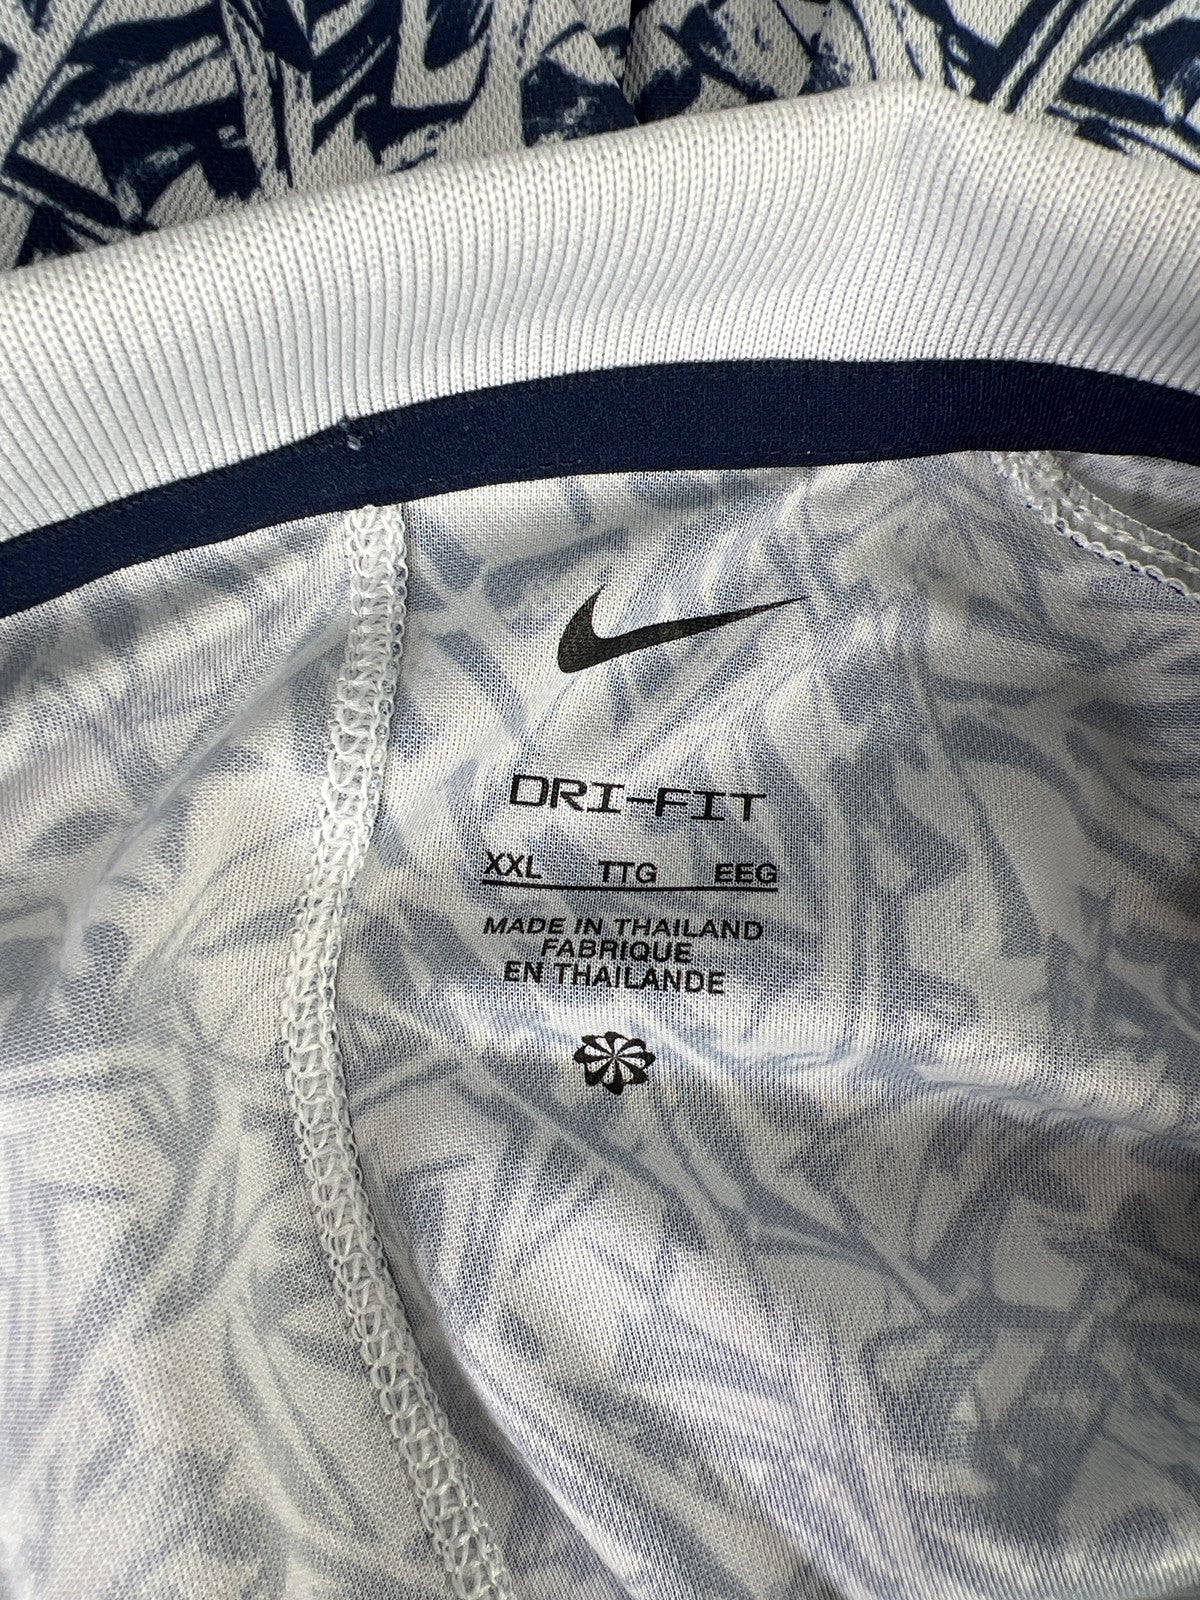 DRI-FIT
XXL TTG EEG
MADE IN THAILAND
FABRIQUE
EN THAILANDE